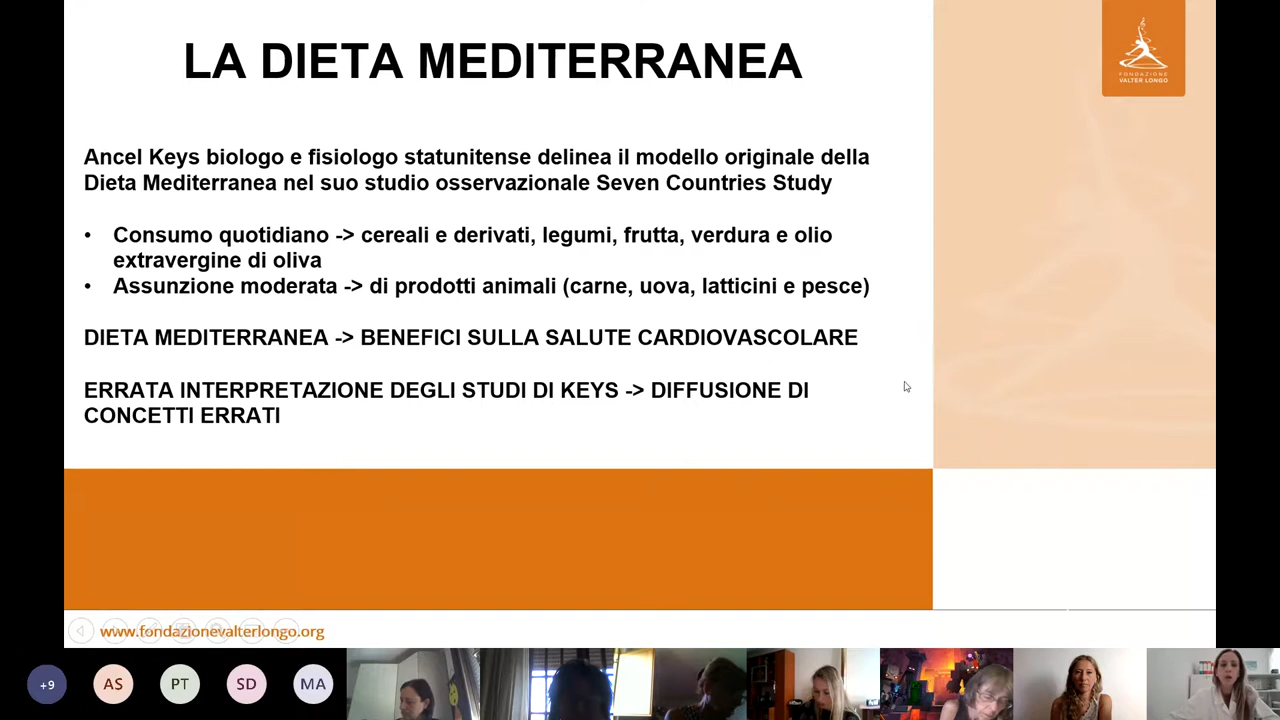 LA DIETA MEDITERRANEA
FONDAZIONE
VALTER LONGO
Ancel Keys biologo e fisiologo statunitense delinea il modello originale della
Dieta Mediterranea nel suo studio osservazionale Seven Countries Study
• Consumo quotidiano -> cereali e derivati, legumi, frutta, verdura e olio
extravergine di oliva
• Assunzione moderata -> di prodotti animali (carne, uova, latticini e pesce)
DIETA MEDITERRANEA -> BENEFICI SULLA SALUTE CARDIOVASCOLARE
ERRATA INTERPRETAZIONE DEGLI STUDI DI KEYS -> DIFFUSIONE DI
CONCETTI ERRATI
www.fondazionevalterlongo.org
+9 AS PT SD MA